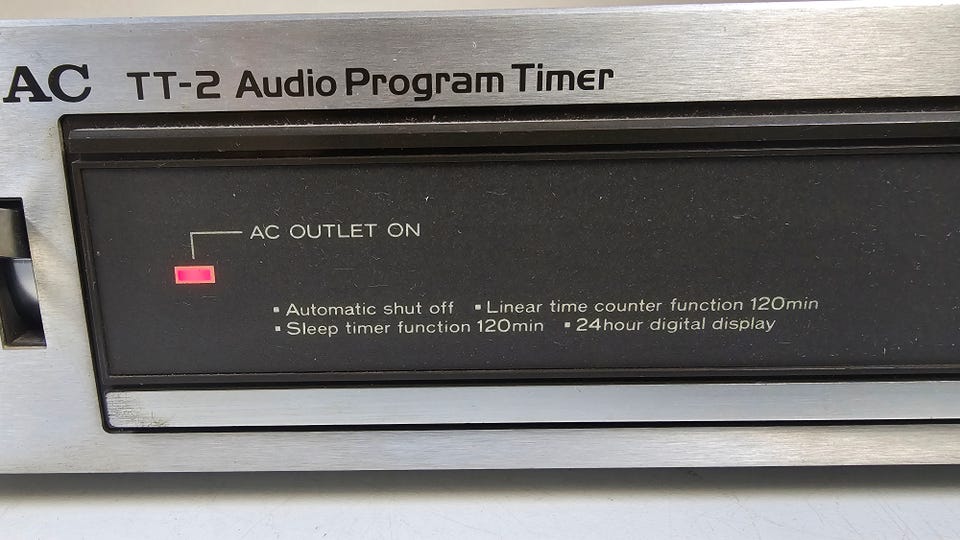 AC TT-2 Audio Program Timer
AC OUTLET ON
▪ Automatic shut off ▪ Linear time counter function 120min
▪ Sleep timer function 120min ▪ 24hour digital display